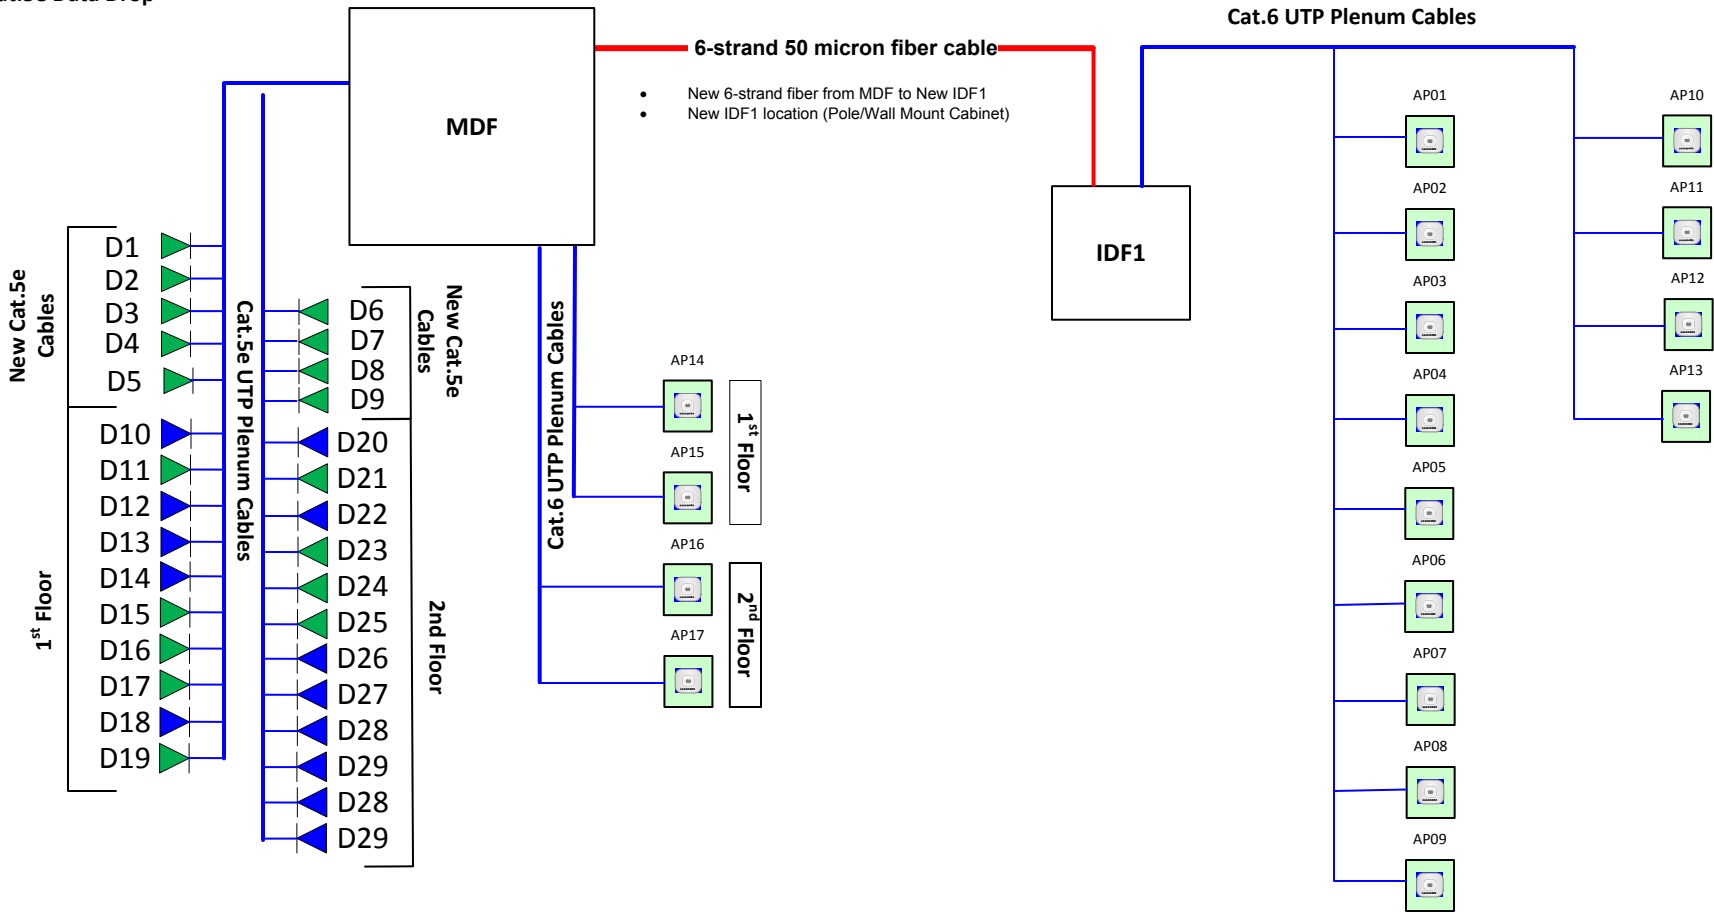 Data Drop
Cat.6 UTP Plenum Cables
6-strand 50 micron fiber cable
• New 6-strand fiber from MDF to New IDF1
• New IDF1 location (Pole/Wall Mount Cabinet)
MDF
IDF1
New Cat.5e
Cables
D1
D2
D3
D4
D5
1st Floor
D10
D11
D12
D13
D14
D15
D16
D17
D18
D19
Cat.5e UTP Plenum Cables
D6
D7
D8
D9
New Cat.5e
Cables
D20
D21
D22
D23
D24
D25
D26
D27
D28
D29
D28
D29
2nd Floor
Cat.6 UTP Plenum Cables
AP14
AP15
1st Floor
AP16
AP17
2nd Floor
AP01
AP02
AP03
AP04
AP05
AP06
AP07
AP08
AP09
AP10
AP11
AP12
AP13